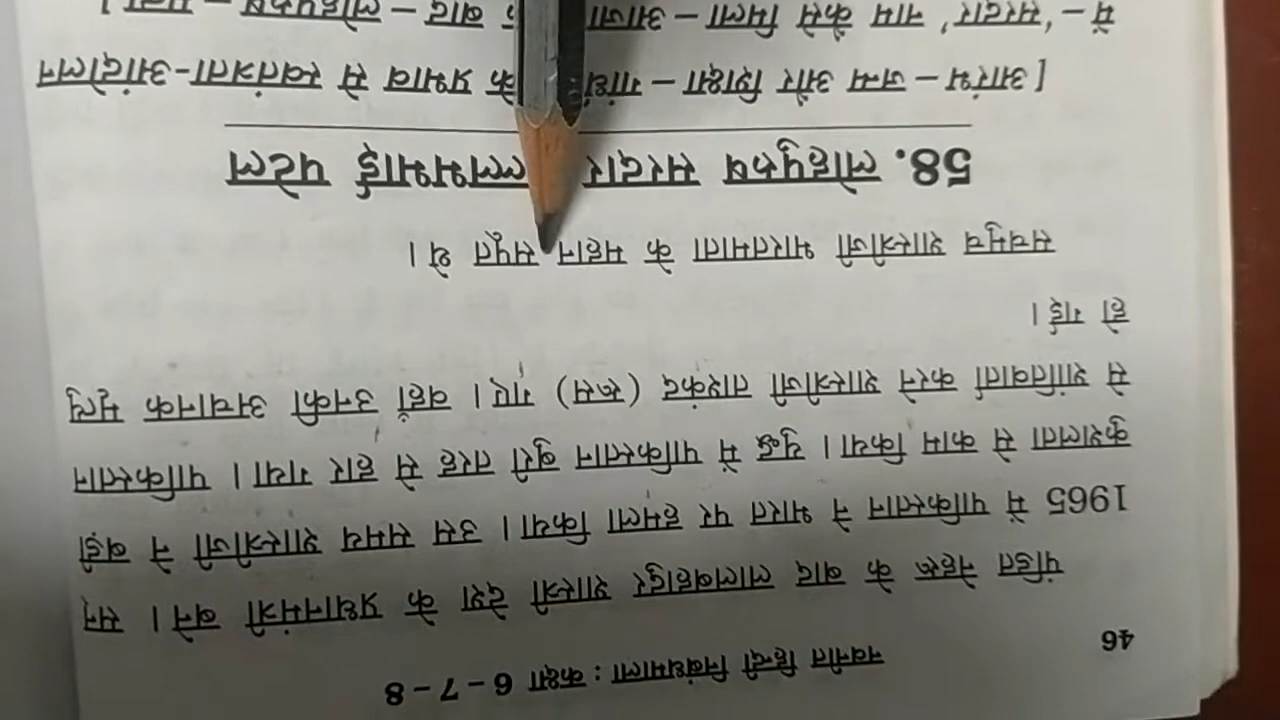 46
नवनीत हिन्दी निबंधमाला : कक्षा 6 - 7 - 8
पंडित नेहरू के बाद लालबहादुर शास्त्री देश के प्रधानमंत्री बने। सन्
1965 में पाकिस्तान ने भारत पर हमला किया। उस समय शास्त्रीजी ने बड़ी
कुशलता से काम किया। युद्ध में पाकिस्तान बुरी तरह से हार गया। पाकिस्तान
से शांतिवार्ता करने शास्त्रीजी ताश्कंद (रूस) गए। वहाँ उनकी अचानक मृत्यु
हो गई।
सचमुच शास्त्रीजी भारतमाता के महान सपूत थे।
58. लोहपुरुष सरदार ल्लभभाई पटेल
[ आरंभ – जन्म और शिक्षा – के प्रभाव से स्वतंत्रता-आंदोलन
में – 'सरदार' नाम कैसे मिला – के बाद – लोहपुरुष –